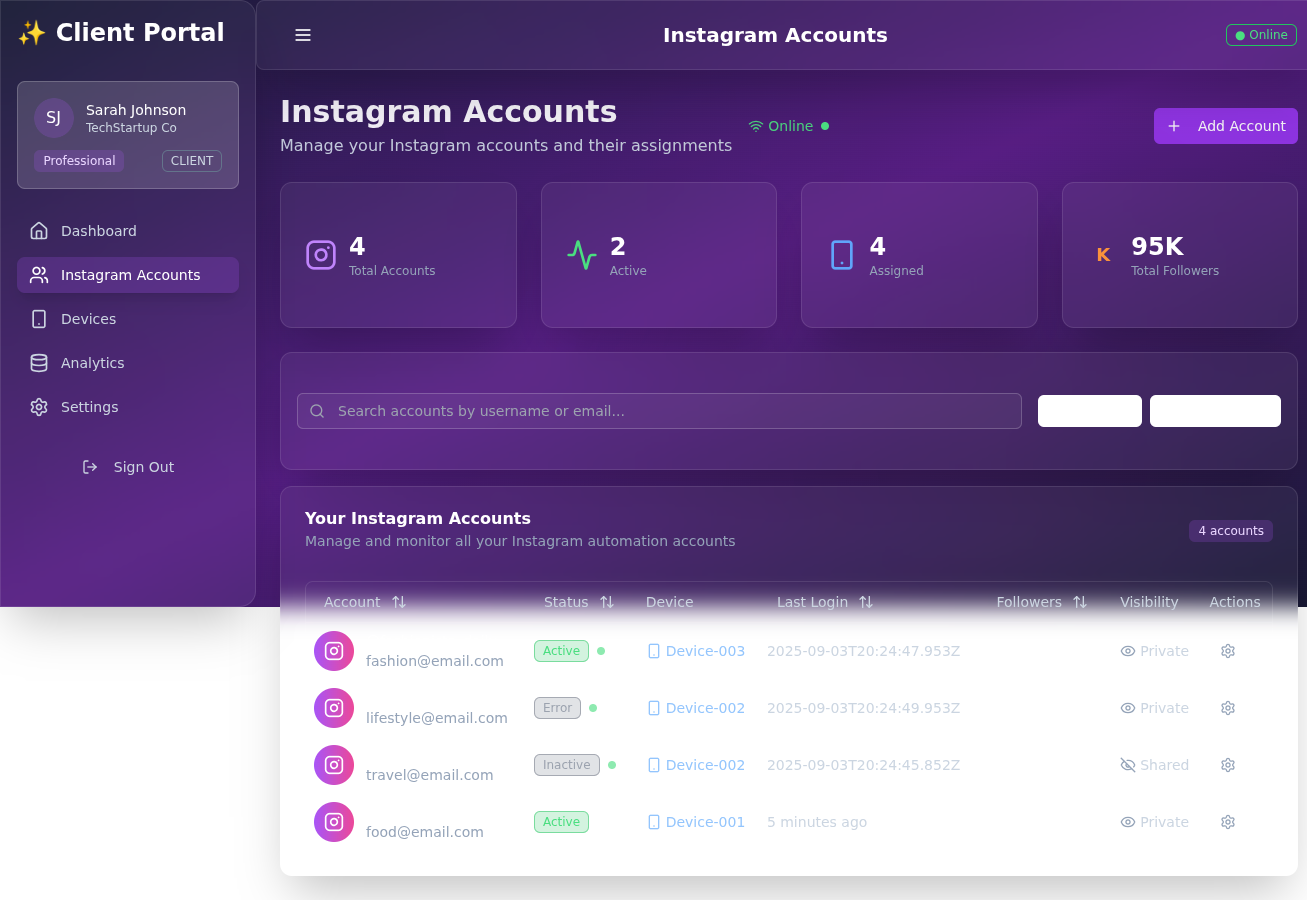 ✨ Client Portal
SJ
Sarah Johnson
TechStartup Co
Professional
CLIENT
Dashboard
Instagram Accounts
Devices
Analytics
Settings
Sign Out
Instagram Accounts
Online
Instagram Accounts
Manage your Instagram accounts and their assignments
Online
Add Account
4
Total Accounts
2
Active
4
Assigned
K
95K
Total Followers
Search accounts by username or email...
Your Instagram Accounts
Manage and monitor all your Instagram automation accounts
4 accounts
Account Status Device Last Login Followers Visibility Actions
fashion@email.com Active Device-003 2025-09-03T20:24:47.953Z Private
lifestyle@email.com Error Device-002 2025-09-03T20:24:49.953Z Private
travel@email.com Inactive Device-002 2025-09-03T20:24:45.852Z Shared
food@email.com Active Device-001 5 minutes ago Private